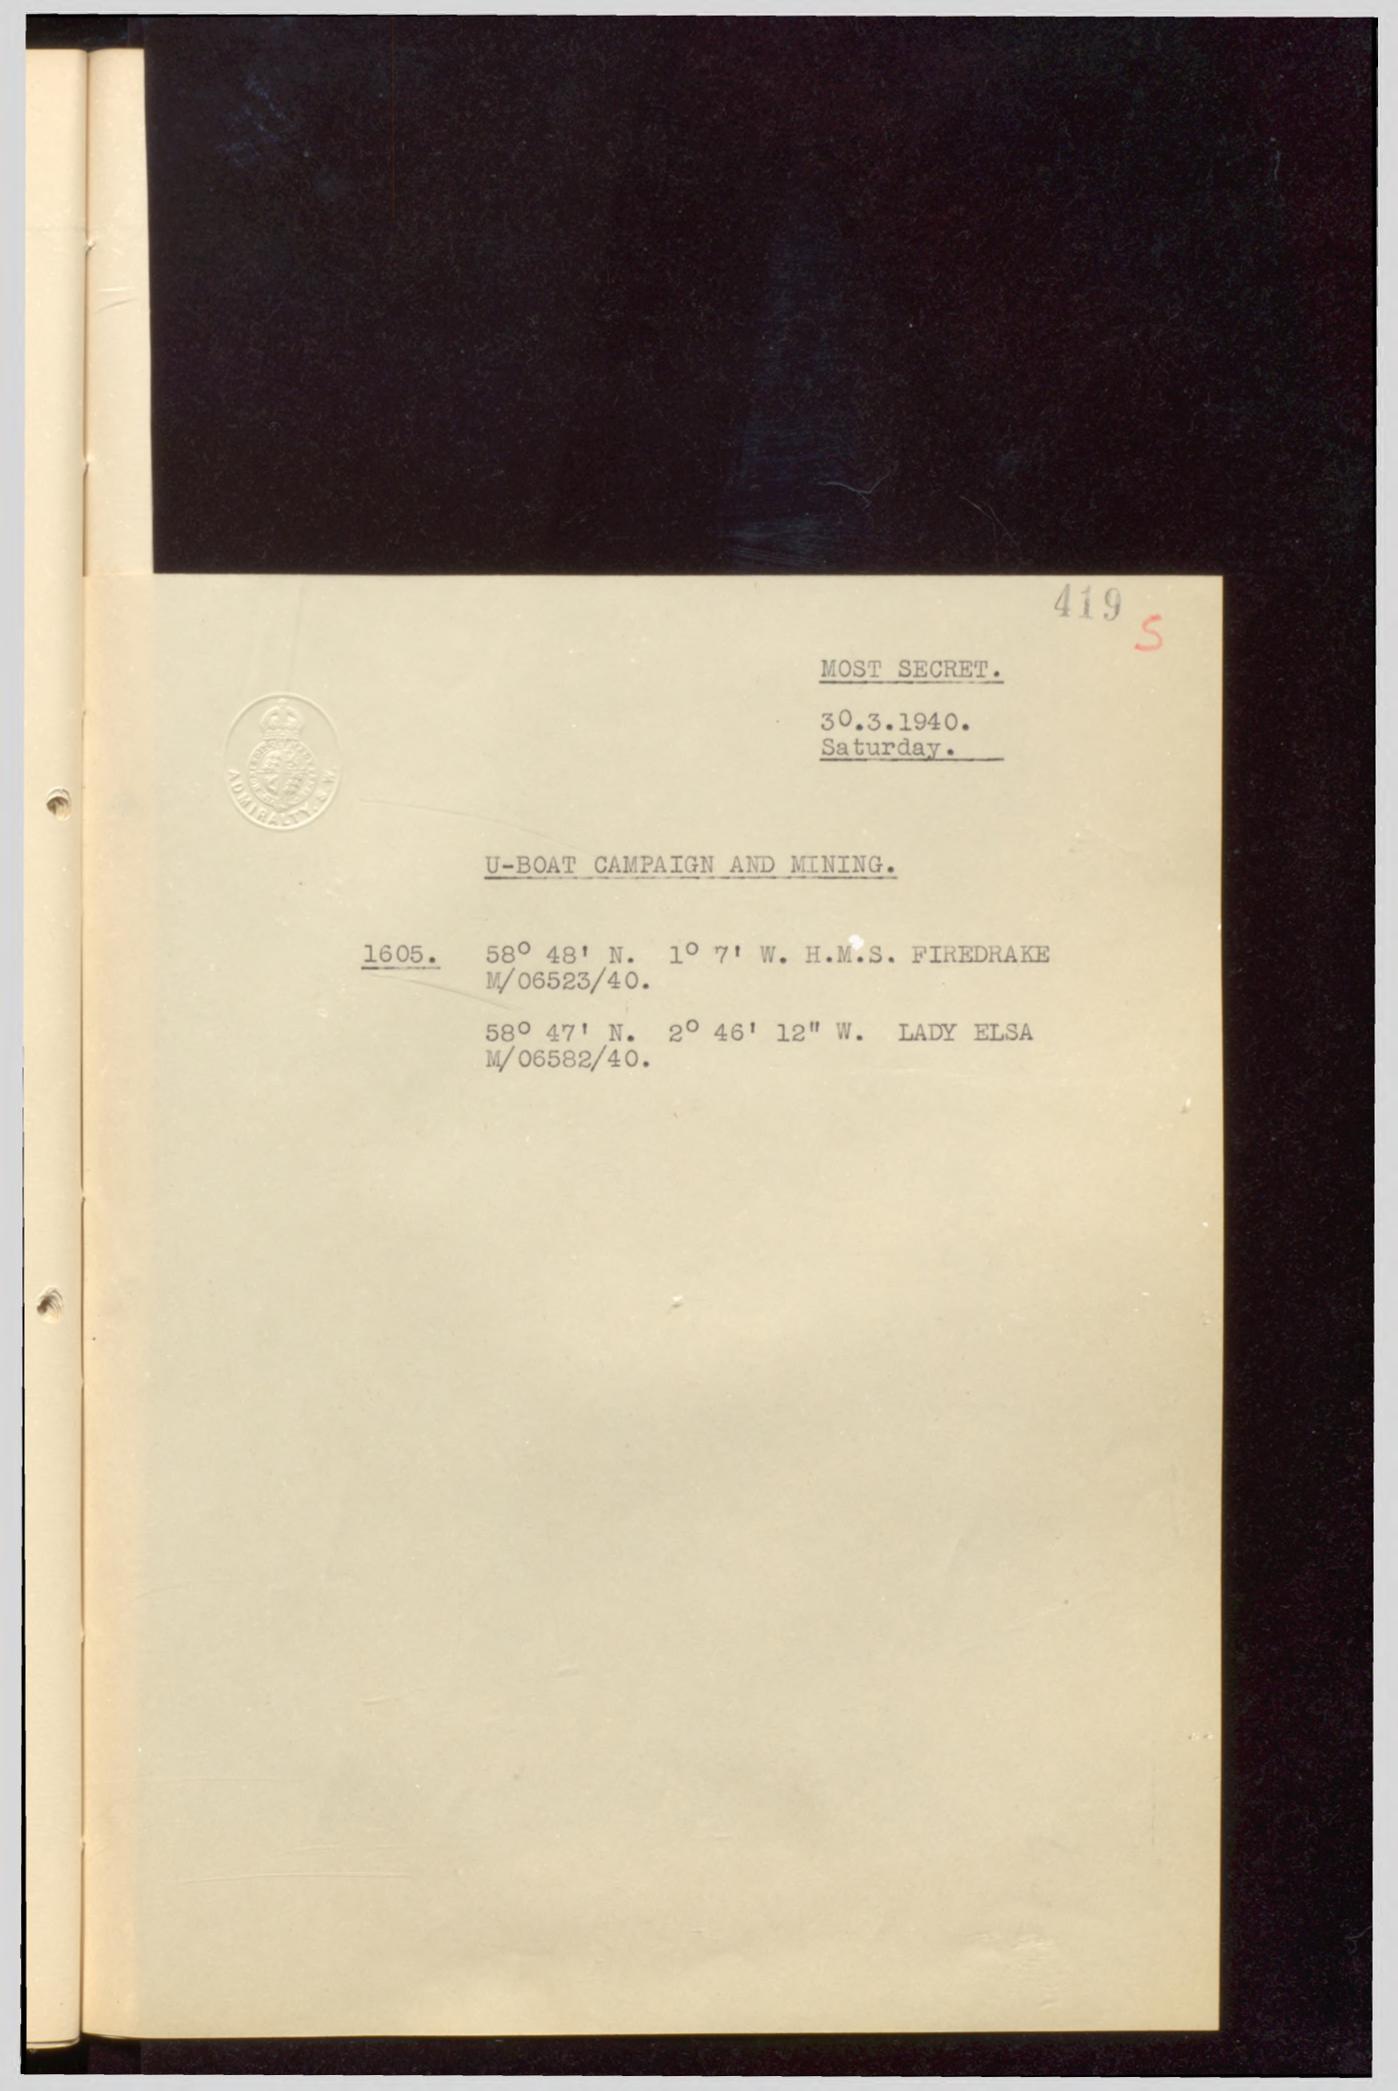 419
S
MOST SECRET.
30.3.1940.
Saturday.
ADMIRALTY. S.W.
U-BOAT CAMPAIGN AND MINING.
1605. 58° 48' N. 1° 7' W. H.M.S. FIREDRAKE
M/06523/40.
58° 47' N. 2° 46' 12" W. LADY ELSA
M/06582/40.